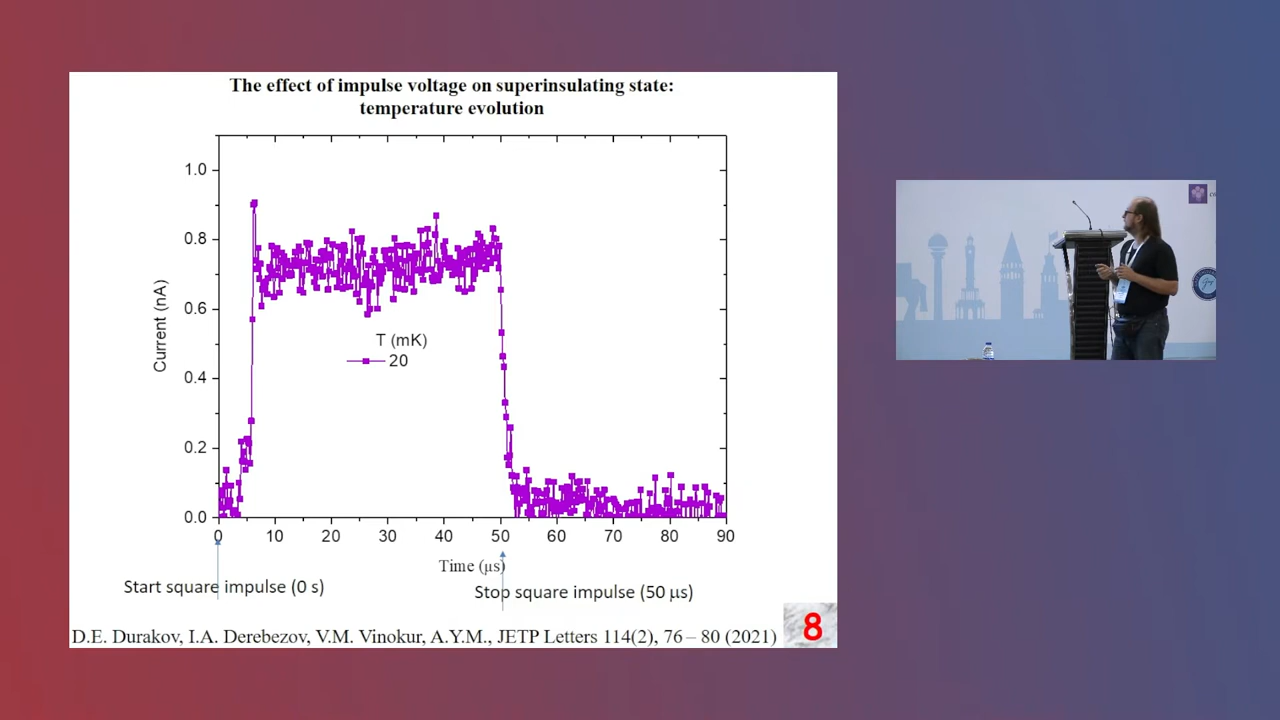 The effect of impulse voltage on superinsulating state:
temperature evolution
1.0
0.8
0.6
0.4
0.2
0.0
Current (nA)
T (mK)
20
0 10 20 30 40 50 60 70 80 90
Time (μs)
Start square impulse (0 s)
Stop square impulse (50 μs)
D.E. Durakov, I.A. Derebezov, V.M. Vinokur, A.Y.M., JETP Letters 114(2), 76 – 80 (2021)
8